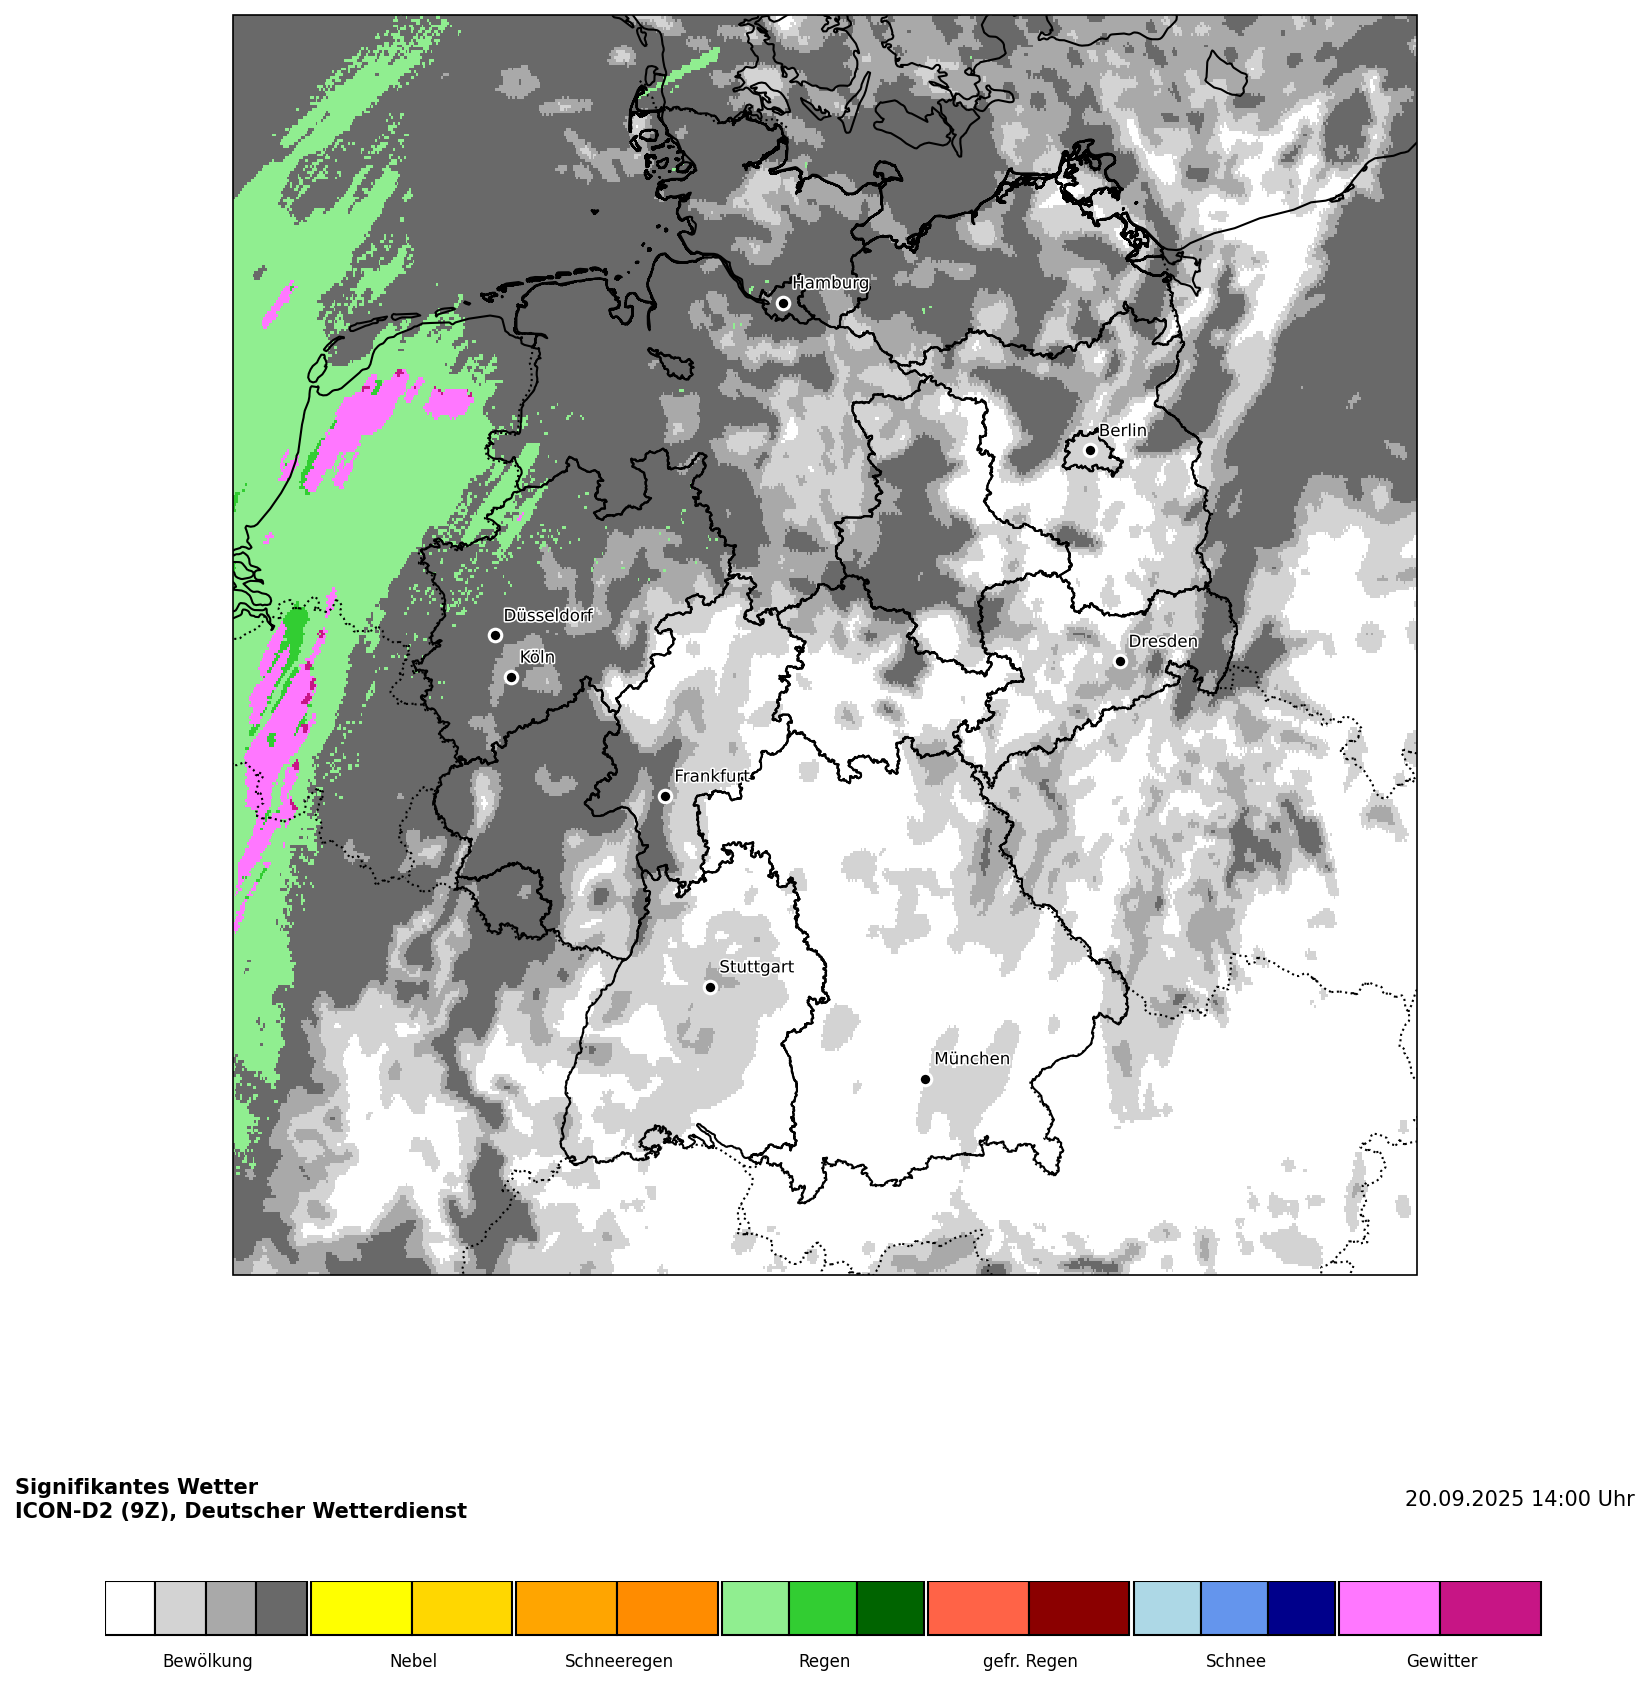 Hamburg
Berlin
Düsseldorf
Dresden
Köln
Frankfurt
Stuttgart
München
Signifikantes Wetter
ICON-D2 (9Z), Deutscher Wetterdienst
20.09.2025 14:00 Uhr
Bewölkung Nebel Schneeregen Regen gefr. Regen Schnee Gewitter